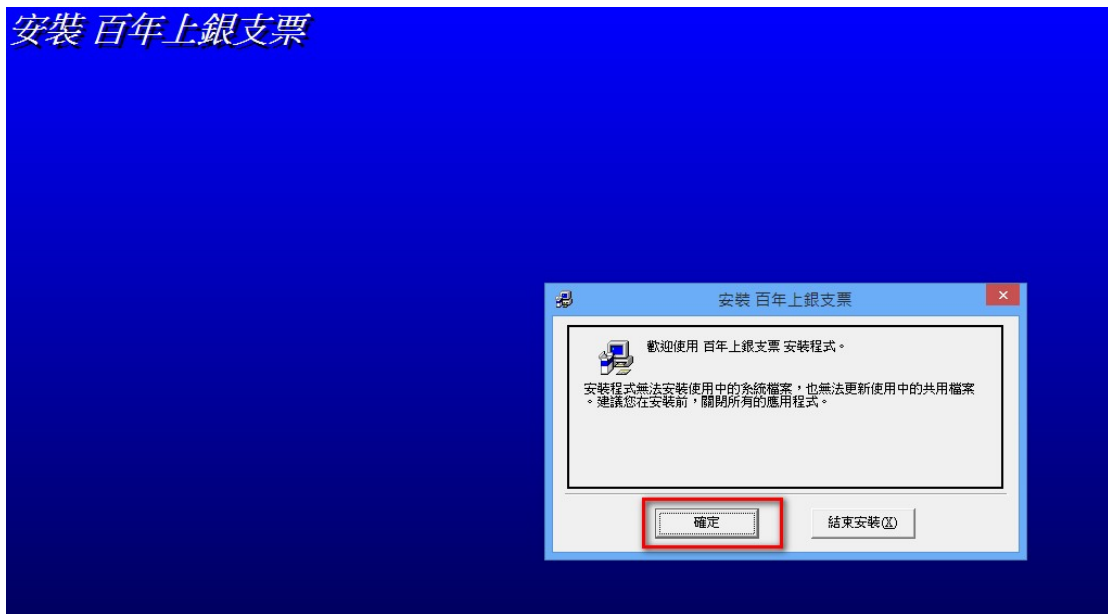 安裝 百年上銀支票
安裝 百年上銀支票
歡迎使用 百年上銀支票 安裝程式。
安裝程式無法安裝使用中的系統檔案，也無法更新使用中的共用檔案
。建議您在安裝前，關閉所有的應用程式。
確定
結束安裝(X)